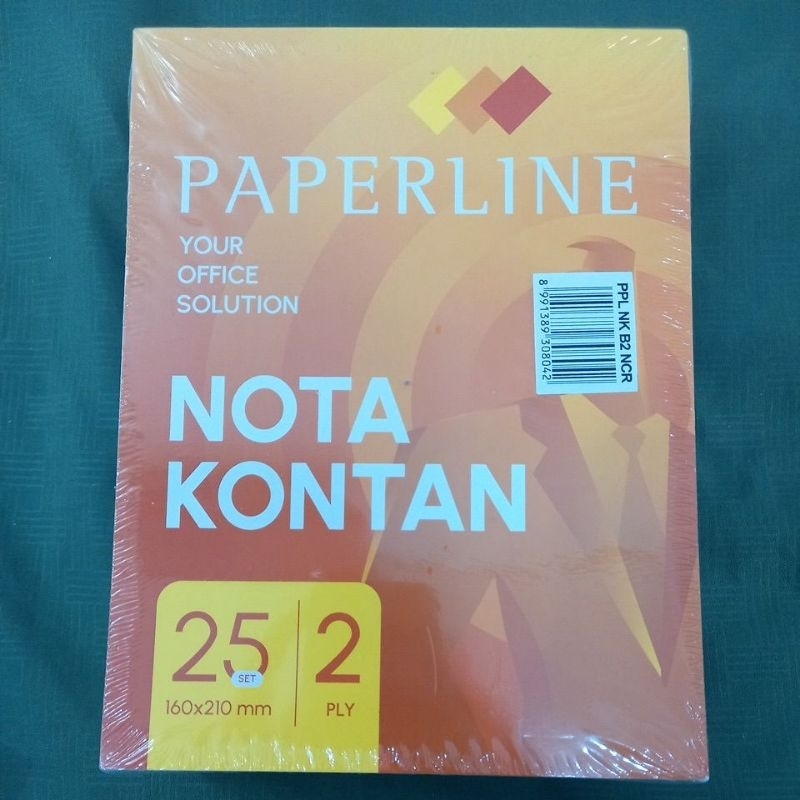 PAPERLINE
YOUR
OFFICE
SOLUTION
PPL NK B2 NCR
8 991389 308042
NOTA
KONTAN
25 SET
160x210 mm
2
PLY